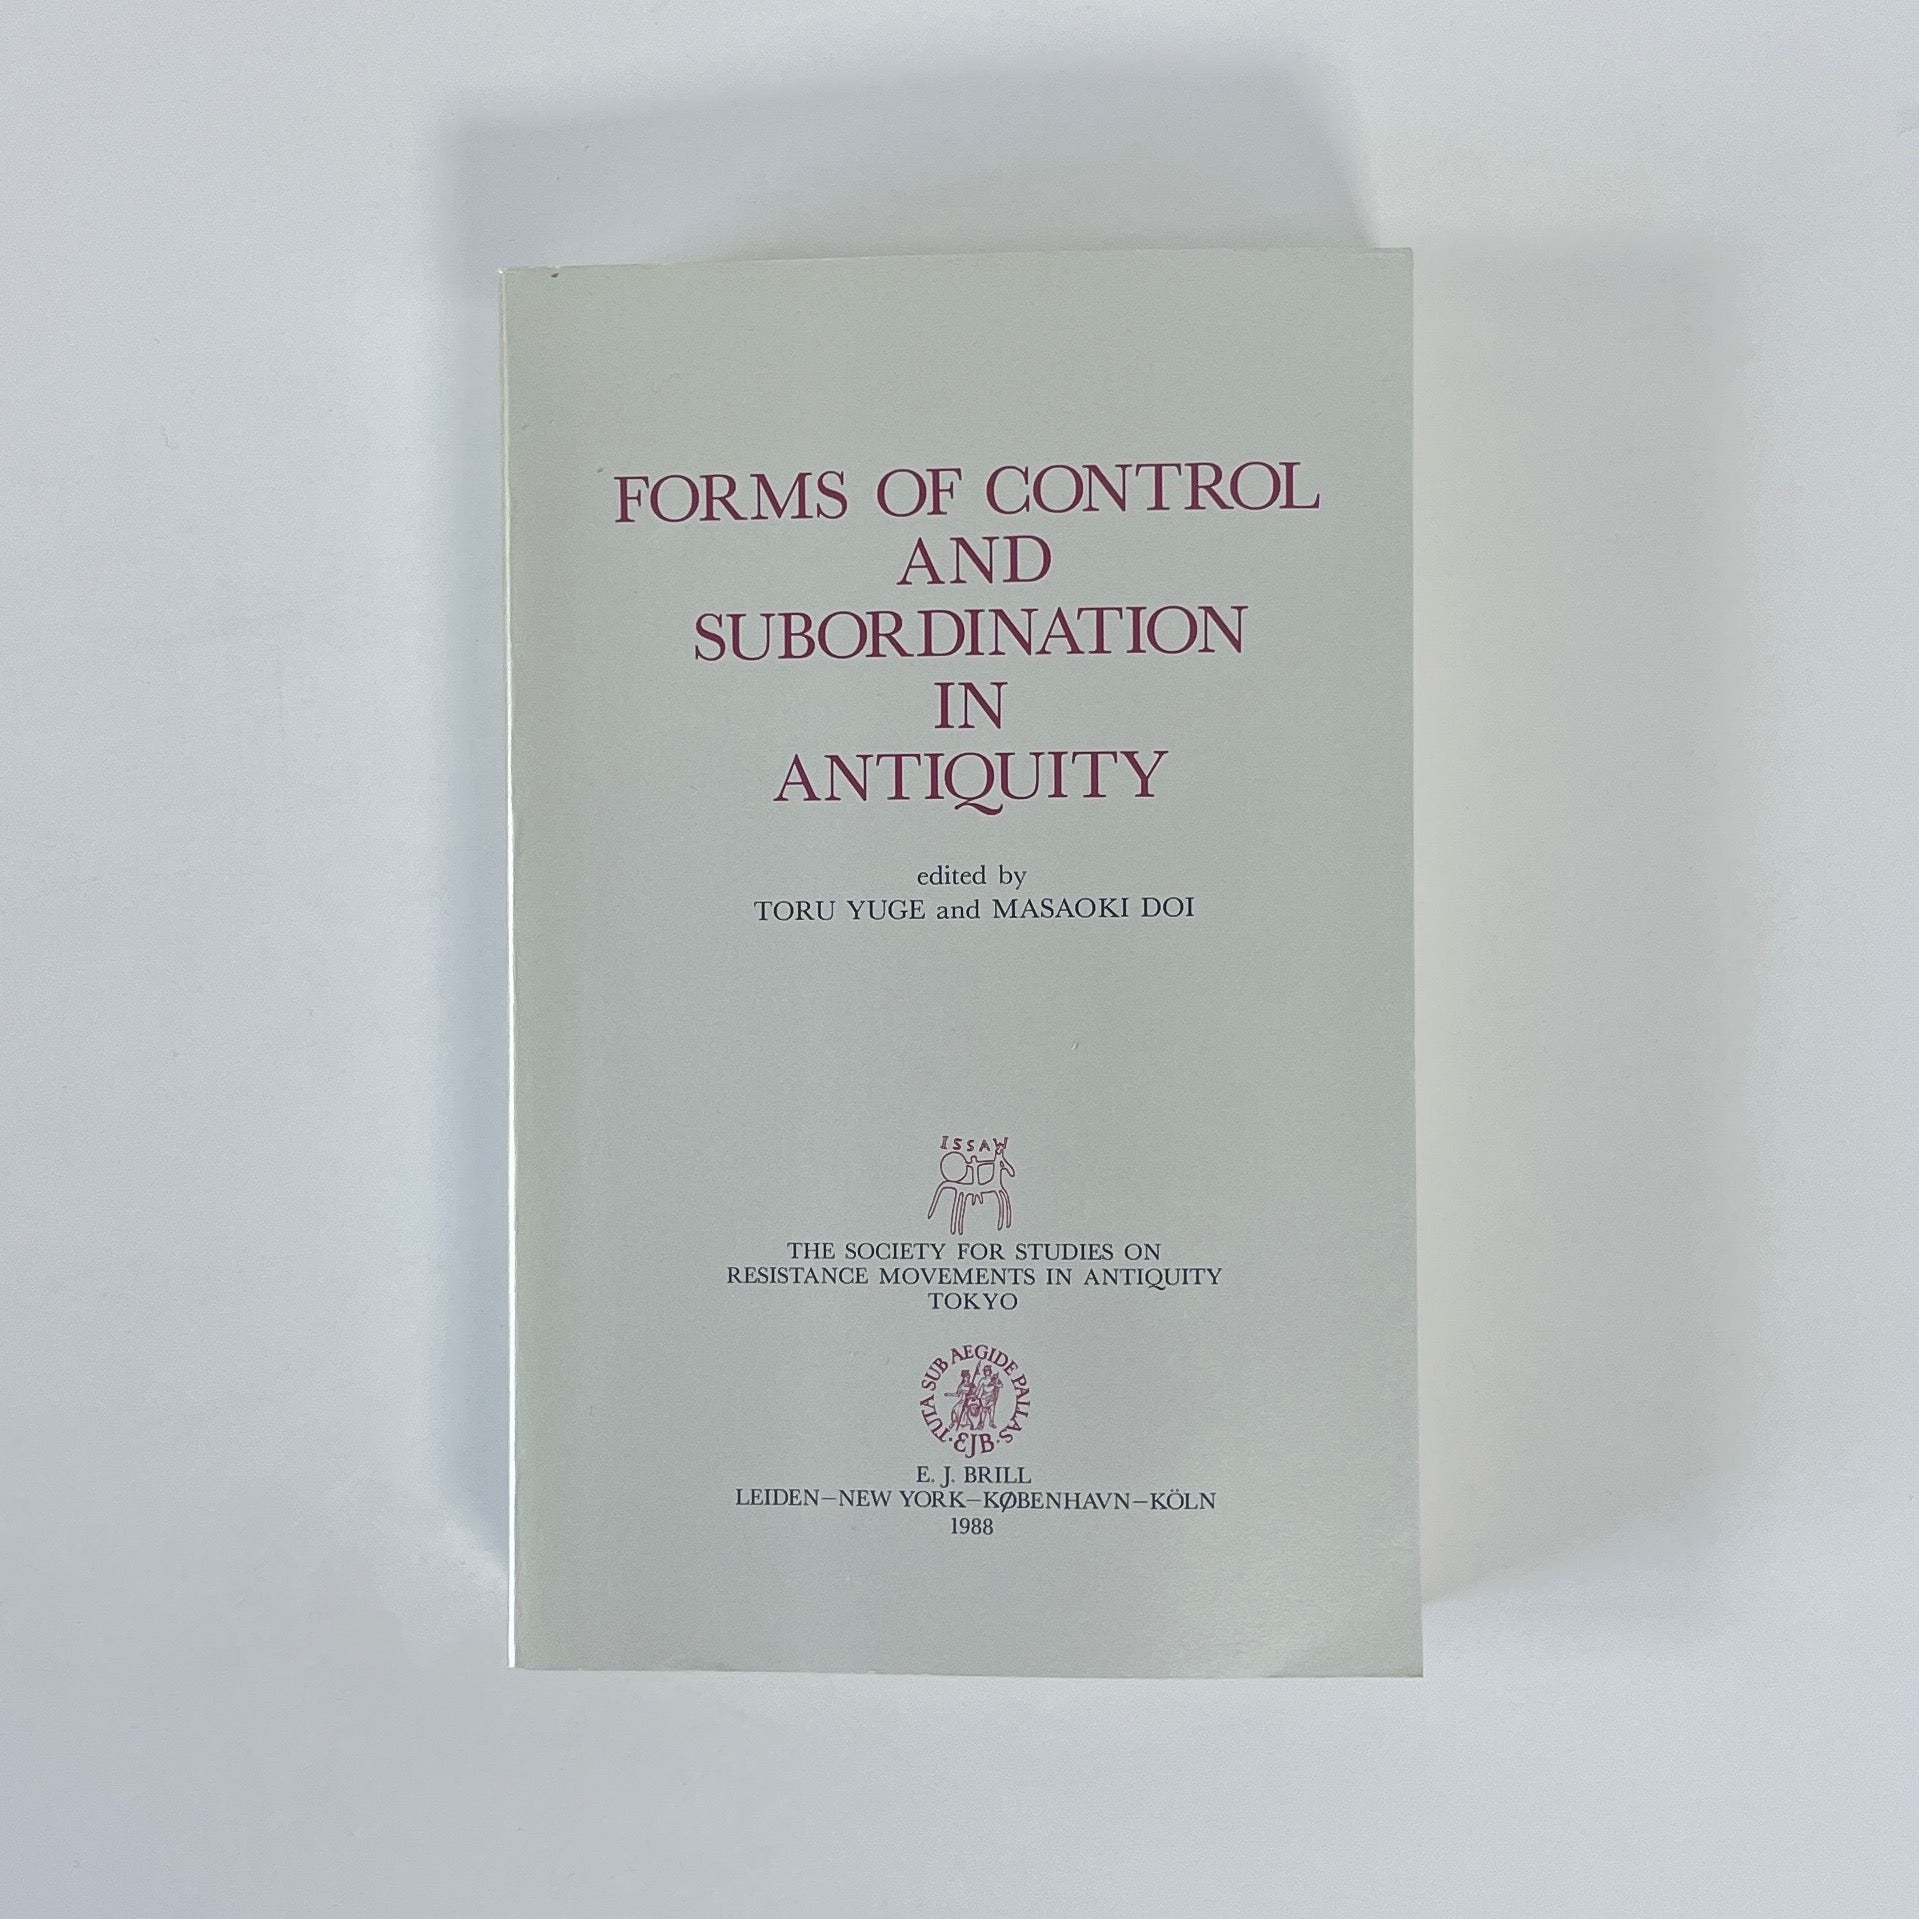 FORMS OF CONTROL
AND
SUBORDINATION
IN
ANTIQUITY
edited by
TORU YUGE and MASAOKI DOI
ISSAW
THE SOCIETY FOR STUDIES ON
RESISTANCE MOVEMENTS IN ANTIQUITY
TOKYO
TUTA SUB AEGIDE PALLAS
·EJB·
E. J. BRILL
LEIDEN—NEW YORK—KØBENHAVN—KÖLN
1988